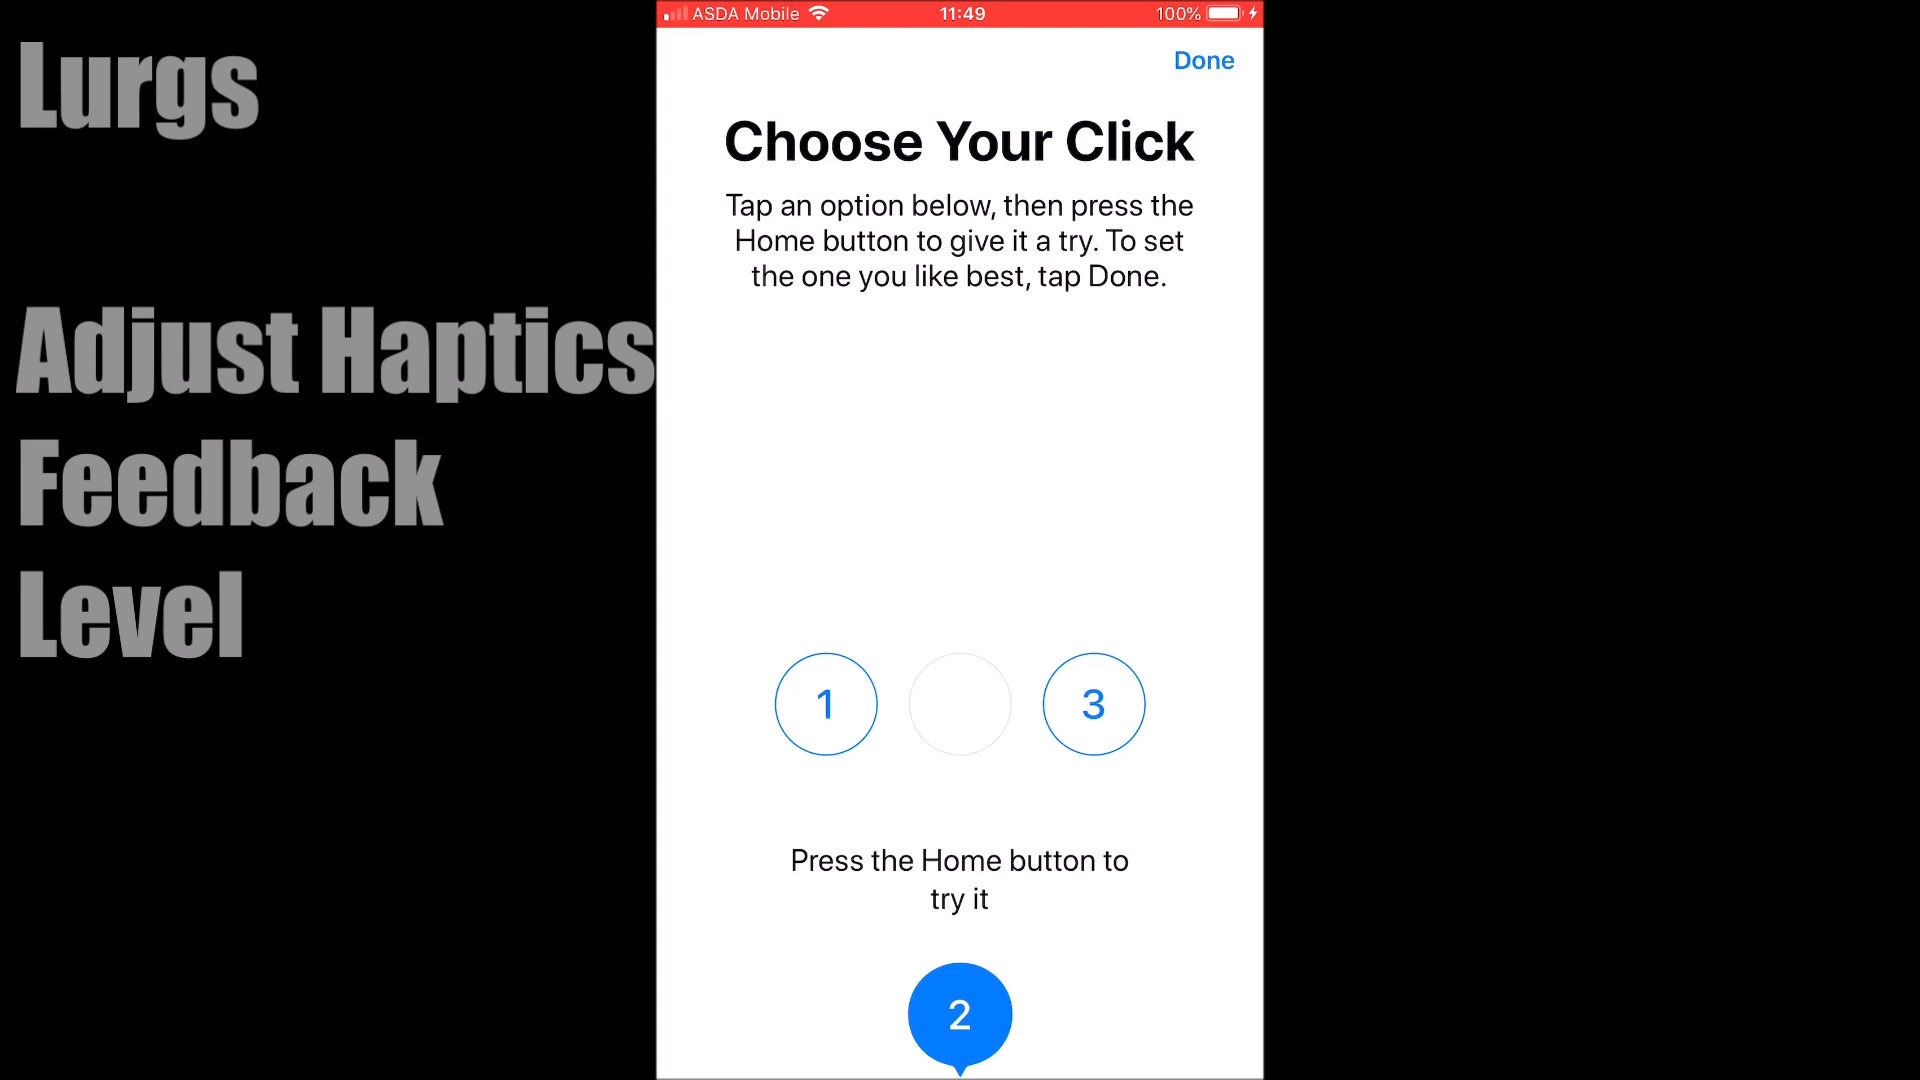 Lurgs
Adjust Haptics
Feedback
Level
ASDA Mobile
11:49
100%
Done
Choose Your Click
Tap an option below, then press the
Home button to give it a try. To set
the one you like best, tap Done.
1
3
Press the Home button to
try it
2